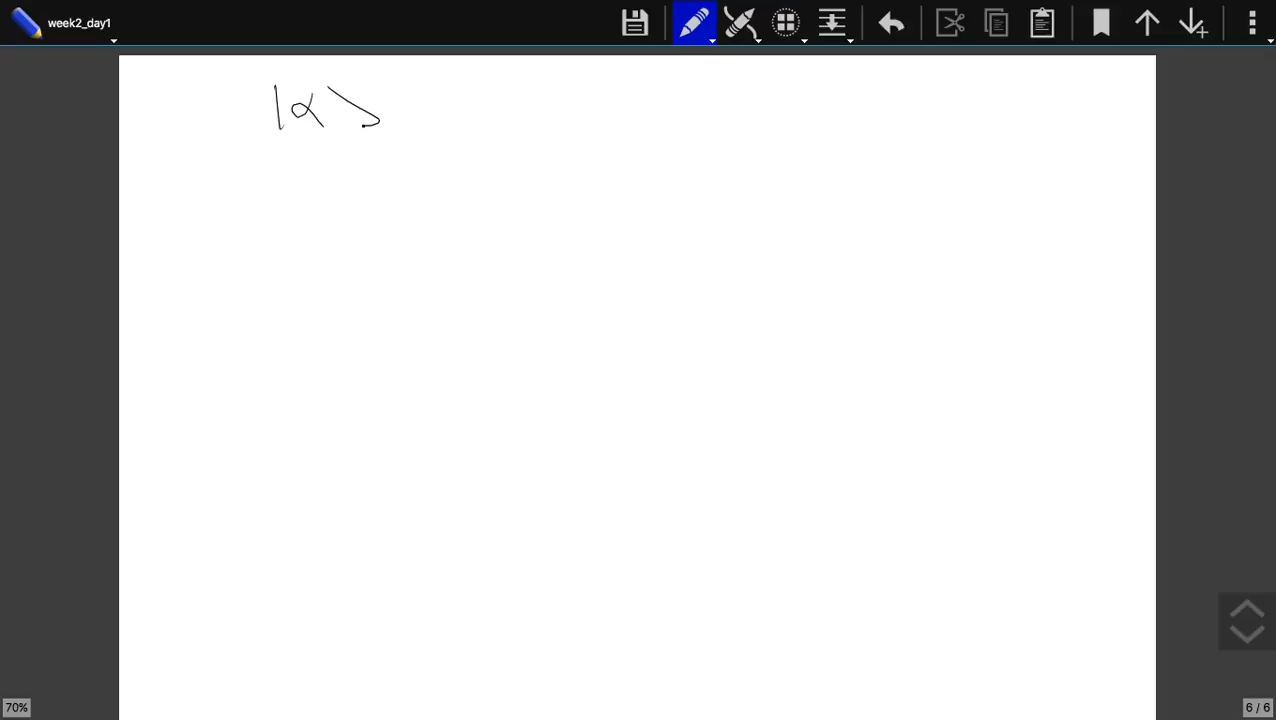 week2_day1
|α>
70%
6 / 6